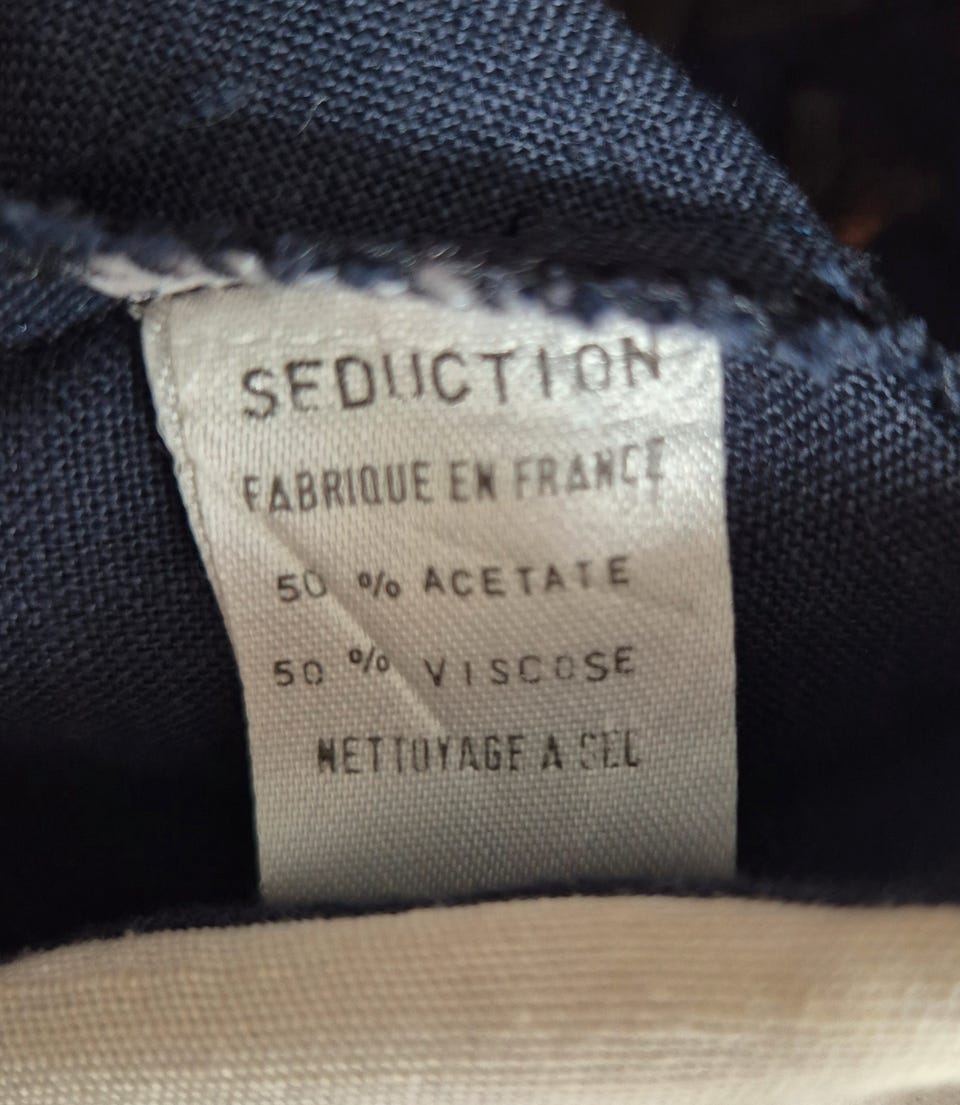 SEDUCTION
FABRIQUE EN FRANCE
50 % ACETATE
50 % VISCOSE
NETTOYAGE A SEC